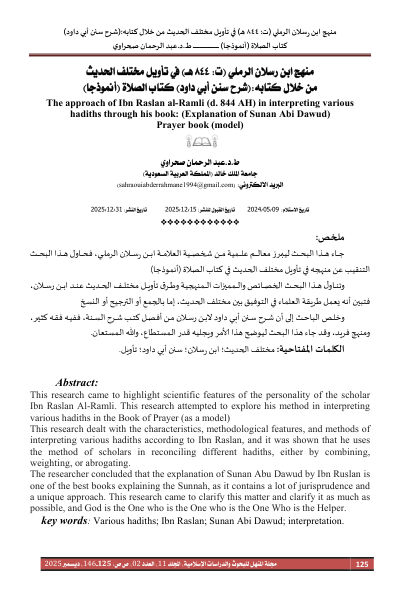 منهج ابن رسلان الرملي (ت: ٨٤٤ هـ) في تأويل مختلف الحديث من خلال كتابه:(شرح سنن أبي داود)
كتاب الصلاة (أنموذجا) ـــــــــــــ ط.د.عبد الرحمان صحراوي
منهج ابن رسلان الرملي (ت: ٨٤٤ هـ) في تأويل مختلف الحديث
من خلال كتابه:(شرح سنن أبي داود) كتاب الصلاة (أنموذجا)
The approach of Ibn Raslan al-Ramli (d. 844 AH) in interpreting various
hadiths through his book: (Explanation of Sunan Abi Dawud)
Prayer book (model)
ط.د.عبد الرحمان صحراوي
جامعة الملك خالد (المملكة العربية السعودية)
البريد الالكتروني: (sahraouiabderrahmane1994@gmail.com)
تاريخ الاستلام: 2024-05-09 تاريخ القبول للنشر: 2025/12/15 تاريخ النشر: 31-12-2025
ملخص:
جاء هذا البحث ليبرز معالم علمية من شخصية العلامة ابن رسلان الرملي، فحاول هذا البحث
التنقيب عن منهجه في تأويل مختلف الحديث في كتاب الصلاة (أنموذجا)
وتناول هذا البحث الخصائص والمميزات المنهجية وطرق تأويل مختلف الحديث عند ابن رسلان،
فتبين أنه يعمل طريقة العلماء في التوفيق بين مختلف الحديث، إما بالجمع أو الترجيح أو النسخ
وخلص الباحث إلى أن شرح سنن أبي داود لابن رسلان من أفضل كتب شرح السنة، ففيه فقه كثير،
ومنهج فريد، وقد جاء هذا البحث ليوضح هذا الأمر ويجليه قدر المستطاع، والله المستعان.
الكلمات المفتاحية: مختلف الحديث؛ ابن رسلان؛ سنن أبي داود؛ تأويل.
Abstract:
This research came to highlight scientific features of the personality of the scholar
Ibn Raslan Al-Ramli. This research attempted to explore his method in interpreting
various hadiths in the Book of Prayer (as a model)
This research dealt with the characteristics, methodological features, and methods of
interpreting various hadiths according to Ibn Raslan, and it was shown that he uses
the method of scholars in reconciling different hadiths, either by combining,
weighting, or abrogating.
The researcher concluded that the explanation of Sunan Abu Dawud by Ibn Ruslan is
one of the best books explaining the Sunnah, as it contains a lot of jurisprudence and
a unique approach. This research came to clarify this matter and clarify it as much as
possible, and God is the One who is the One who is the One Who is the Helper.
key words: Various hadiths; Ibn Raslan; Sunan Abi Dawud; interpretation.
مجلة المنهل للبحوث والدراسات الإسلامية، المجلد 11، العدد 02، ص ص، 125-146، ديسمبر 2025 125